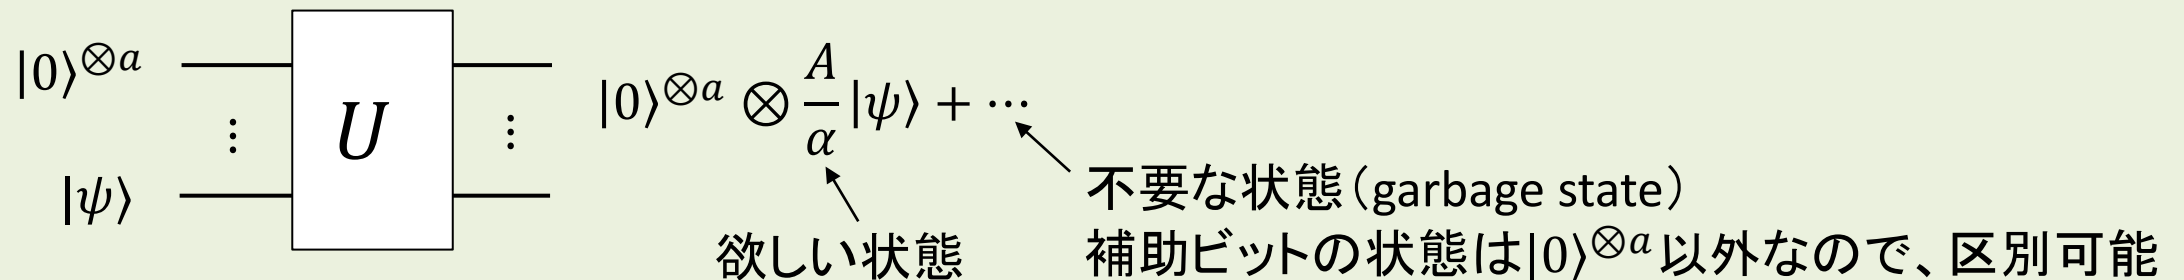 |0⟩⊗a
⋮
|ψ⟩
U
⋮
|0⟩⊗a ⊗ A/α |ψ⟩ + ⋯
欲しい状態
不要な状態（garbage state）
補助ビットの状態は|0⟩⊗a以外なので、区別可能